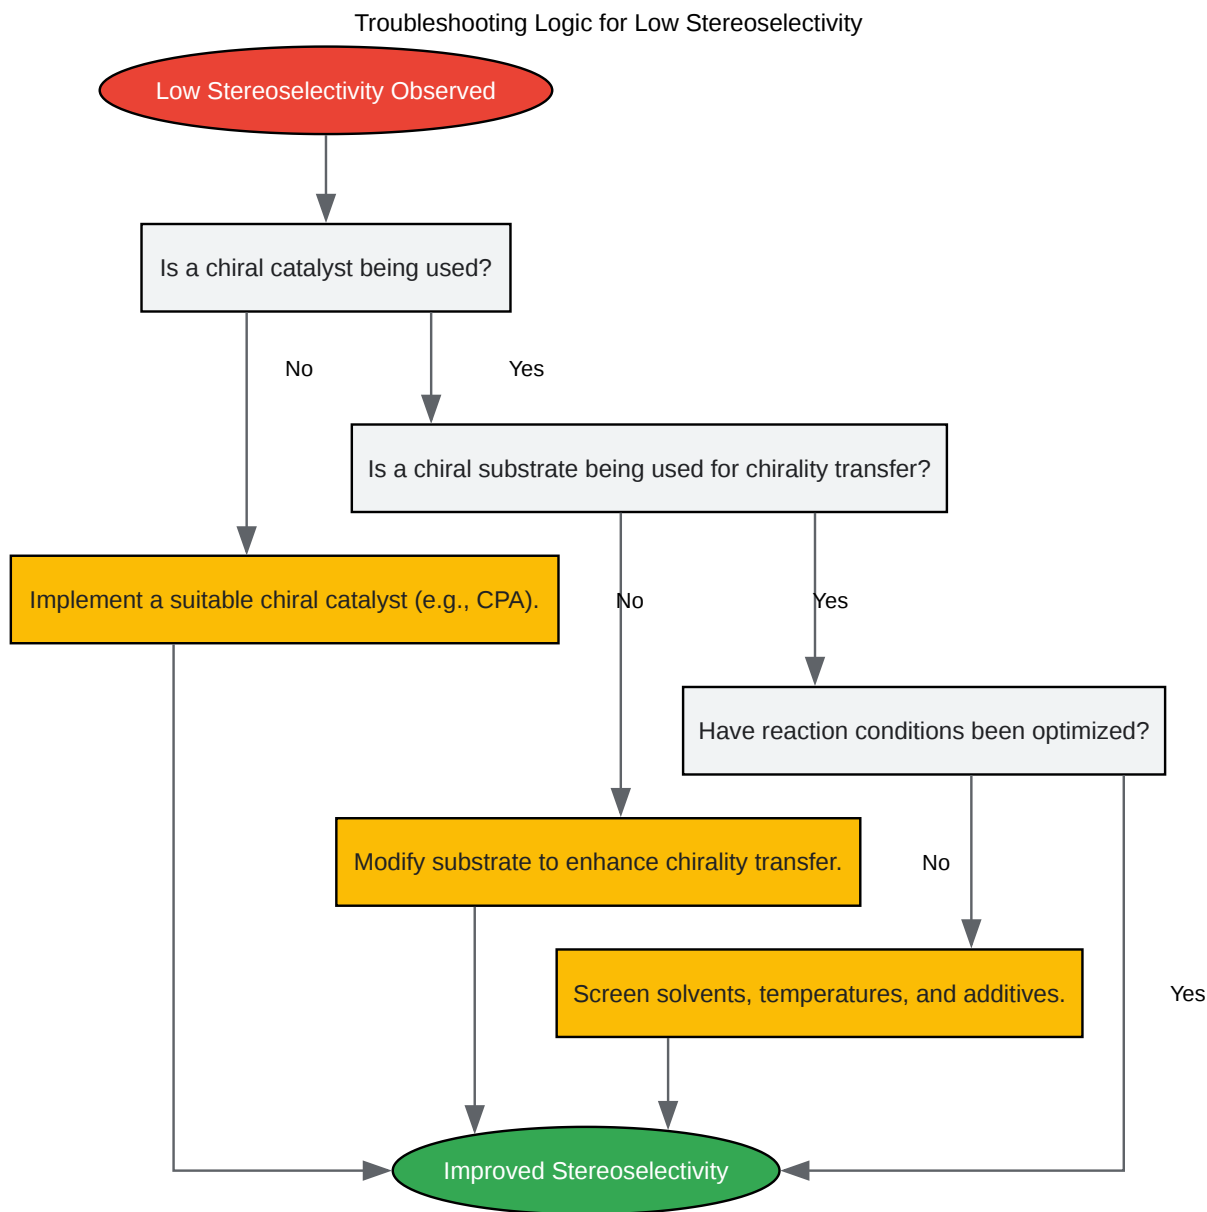 Troubleshooting Logic for Low Stereoselectivity
Low Stereoselectivity Observed
Is a chiral catalyst being used?
No
Yes
Is a chiral substrate being used for chirality transfer?
Implement a suitable chiral catalyst (e.g., CPA).
No
Yes
Have reaction conditions been optimized?
Modify substrate to enhance chirality transfer.
No
Screen solvents, temperatures, and additives.
Yes
Improved Stereoselectivity